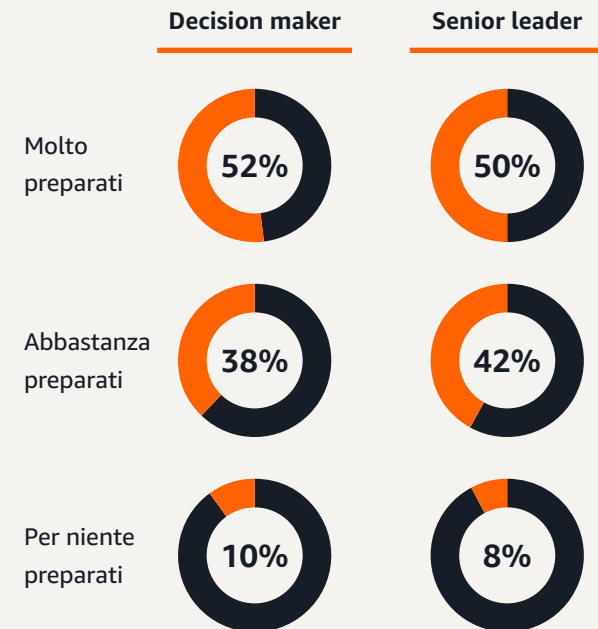 Decision maker
Senior leader
Molto
preparati
52%
50%
Abbastanza
preparati
38%
42%
Per niente
preparati
10%
8%